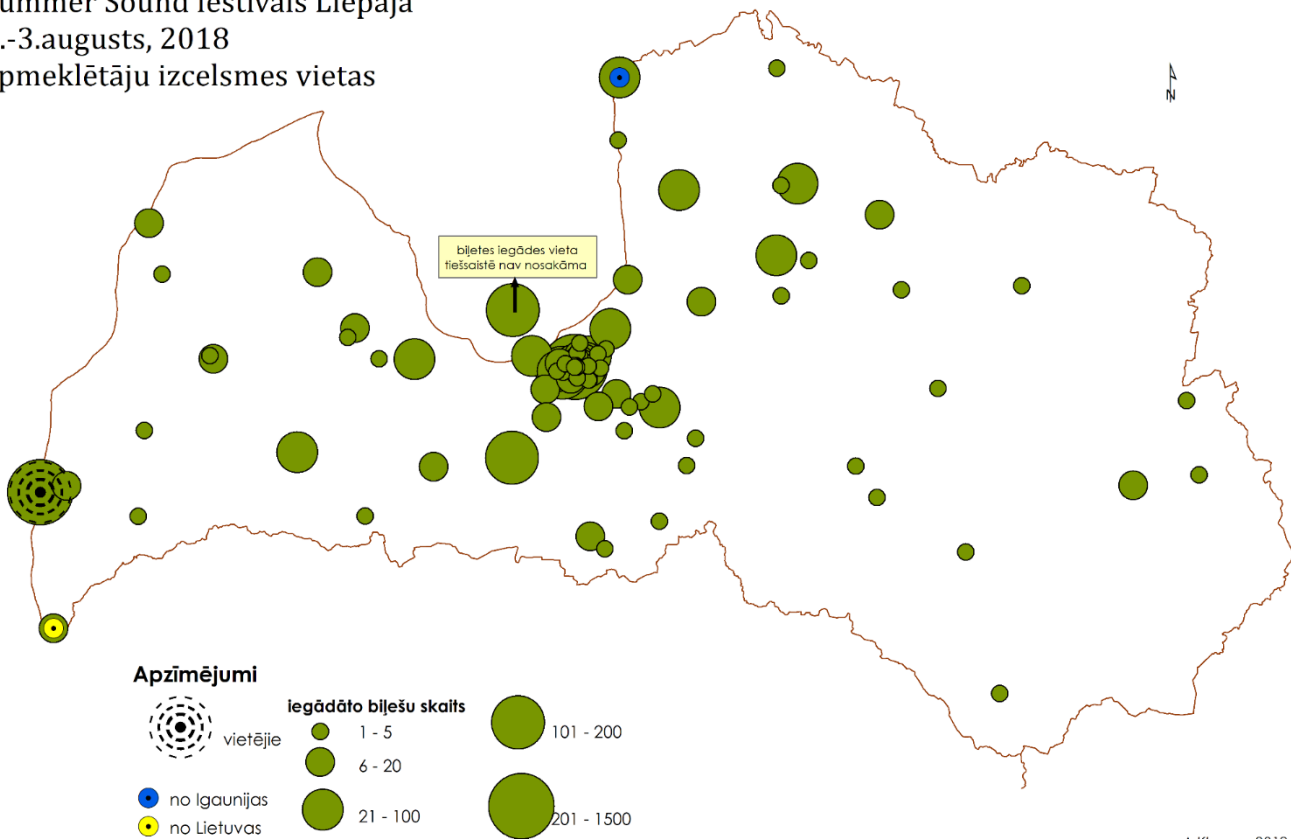 ummer Sound festivāls Liepājā
.-3.augusts, 2018
pmeklētāju izcelsmes vietas
N
biļetes iegādes vieta
tiešsaistē nav nosakāma
Apzīmējumi
vietējie
no Igaunijas
no Lietuvas
iegādāto biļešu skaits
1 - 5
6 - 20
21 - 100
101 - 200
201 - 1500